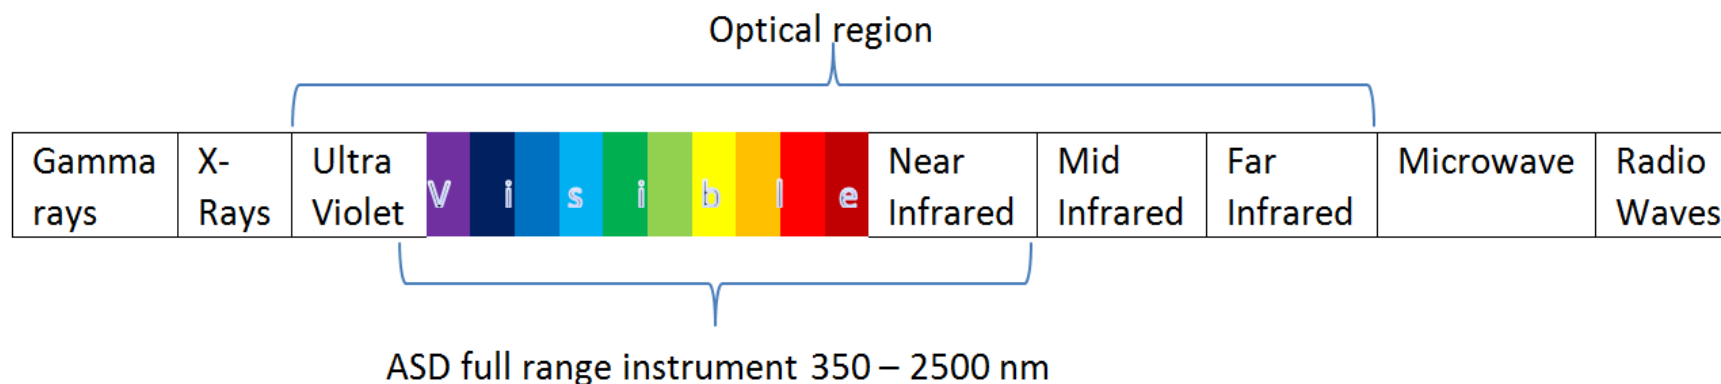 Optical region
Gamma rays
X-Rays
Ultra Violet
Visible
Near Infrared
Mid Infrared
Far Infrared
Microwave
Radio Waves
ASD full range instrument 350 – 2500 nm